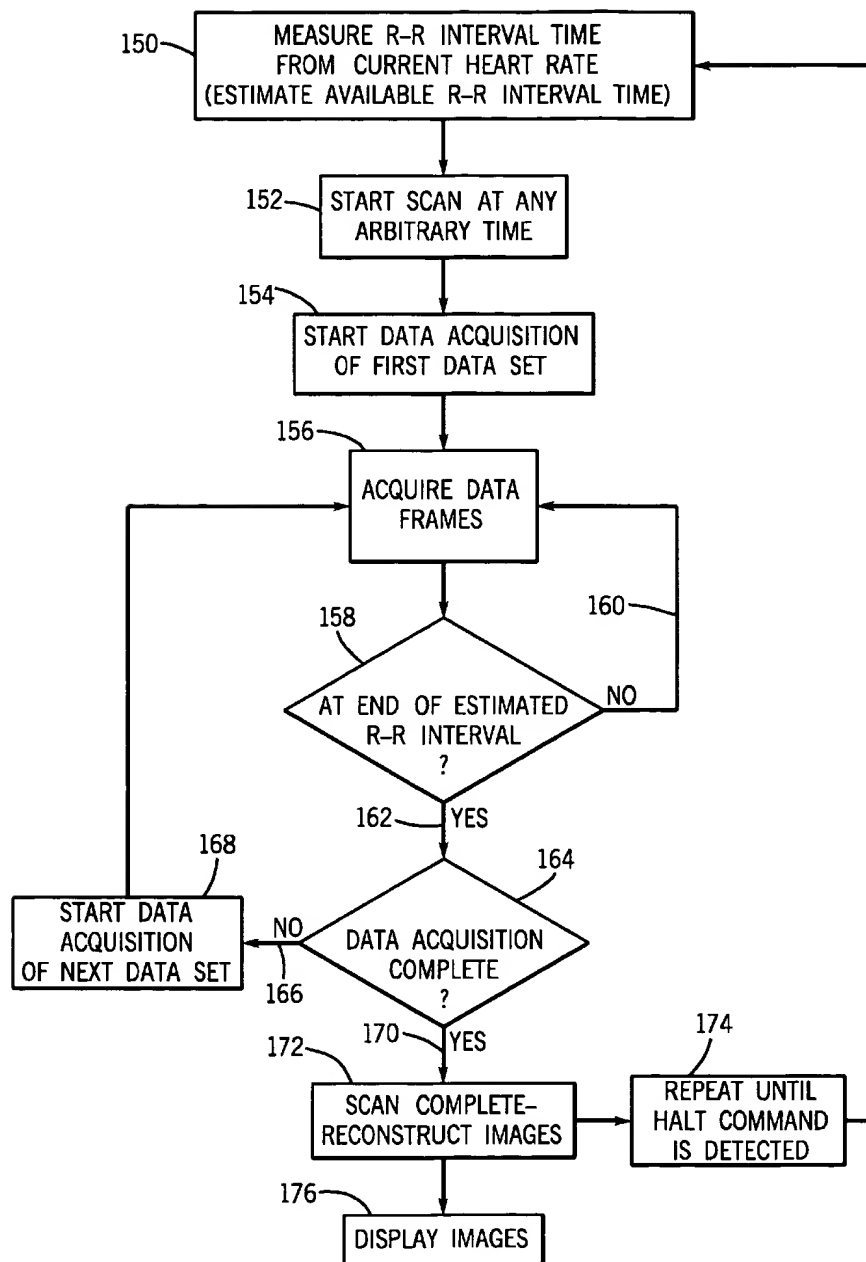 150
MEASURE R-R INTERVAL TIME
FROM CURRENT HEART RATE
(ESTIMATE AVAILABLE R-R INTERVAL TIME)
152
START SCAN AT ANY
ARBITRARY TIME
154
START DATA ACQUISITION
OF FIRST DATA SET
156
ACQUIRE DATA
FRAMES
160
158
AT END OF ESTIMATED
R-R INTERVAL
?
NO
162
YES
164
168
START DATA
ACQUISITION
OF NEXT DATA SET
NO
166
DATA ACQUISITION
COMPLETE
?
170
YES
172
SCAN COMPLETE-
RECONSTRUCT IMAGES
174
REPEAT UNTIL
HALT COMMAND
IS DETECTED
176
DISPLAY IMAGES